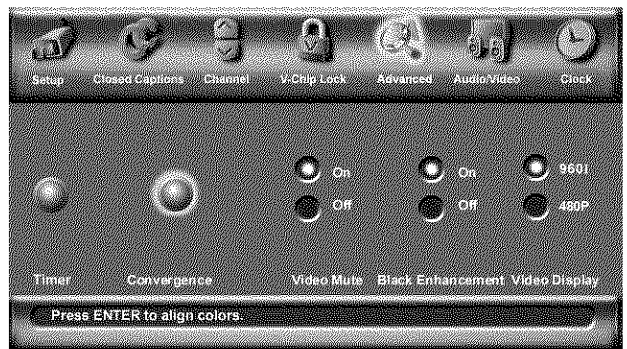 Setup Closed Captions Channel V-Chip Lock Advanced Audio/Video Clock
On On 960I
Off Off 480P
Timer Convergence Video Mute Black Enhancement Video Display
Press ENTER to align colors.